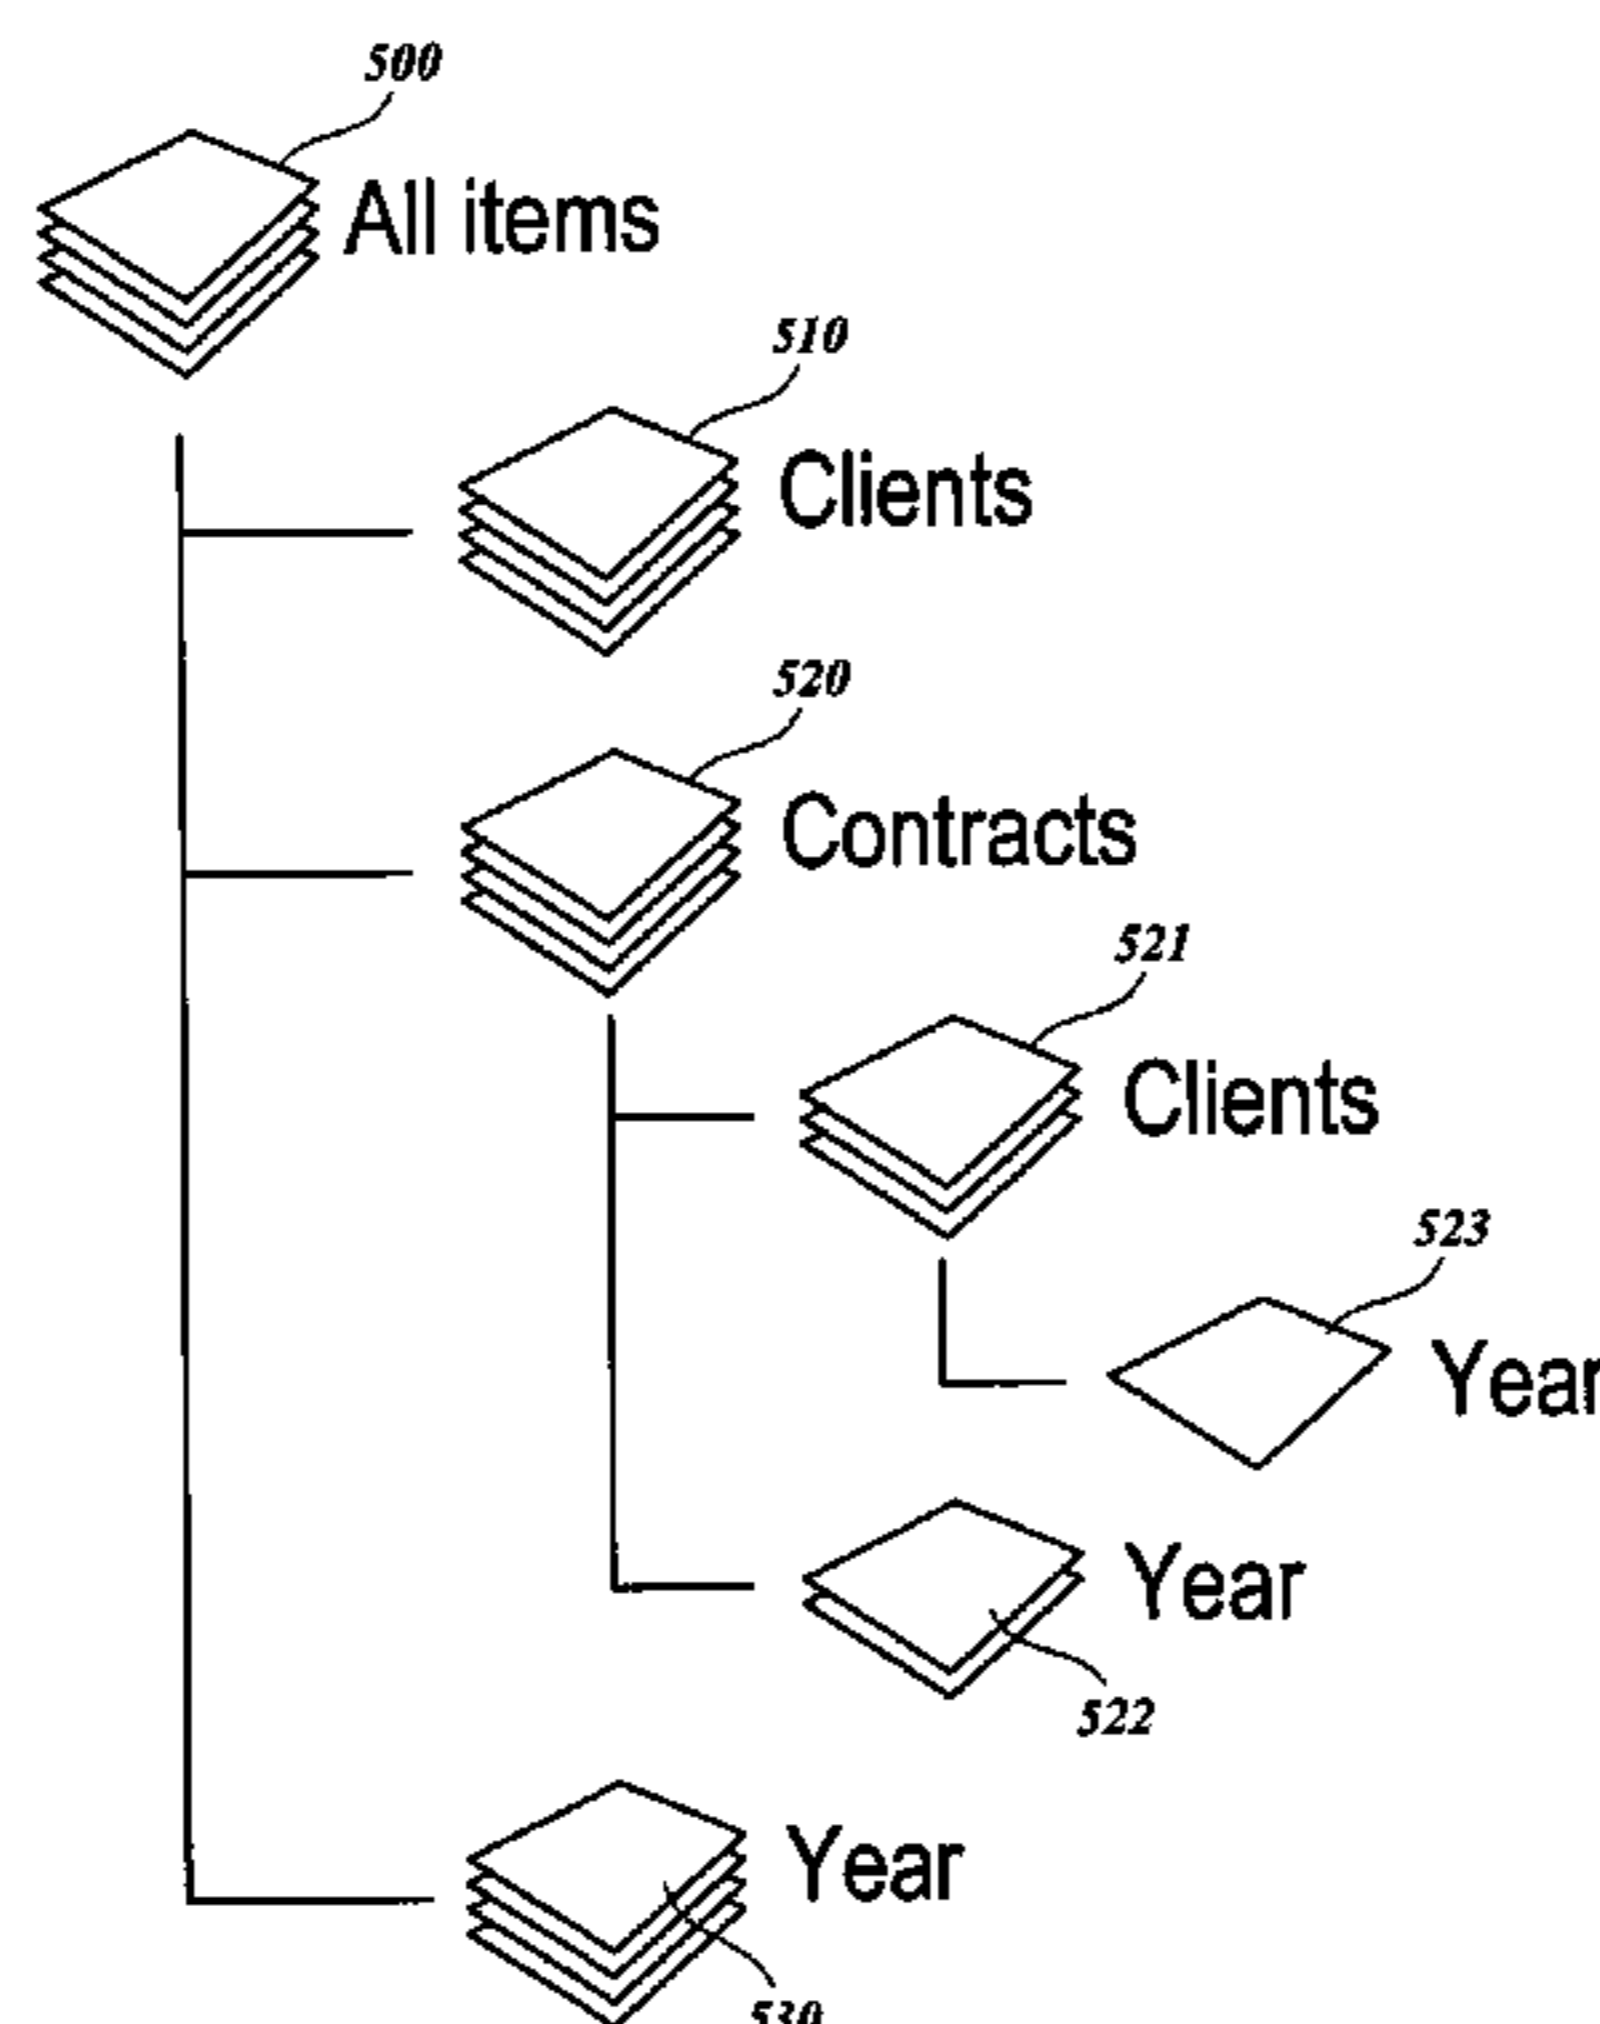 500
All items
510
Clients
520
Contracts
521
Clients
523
Year
Year
522
Year
530